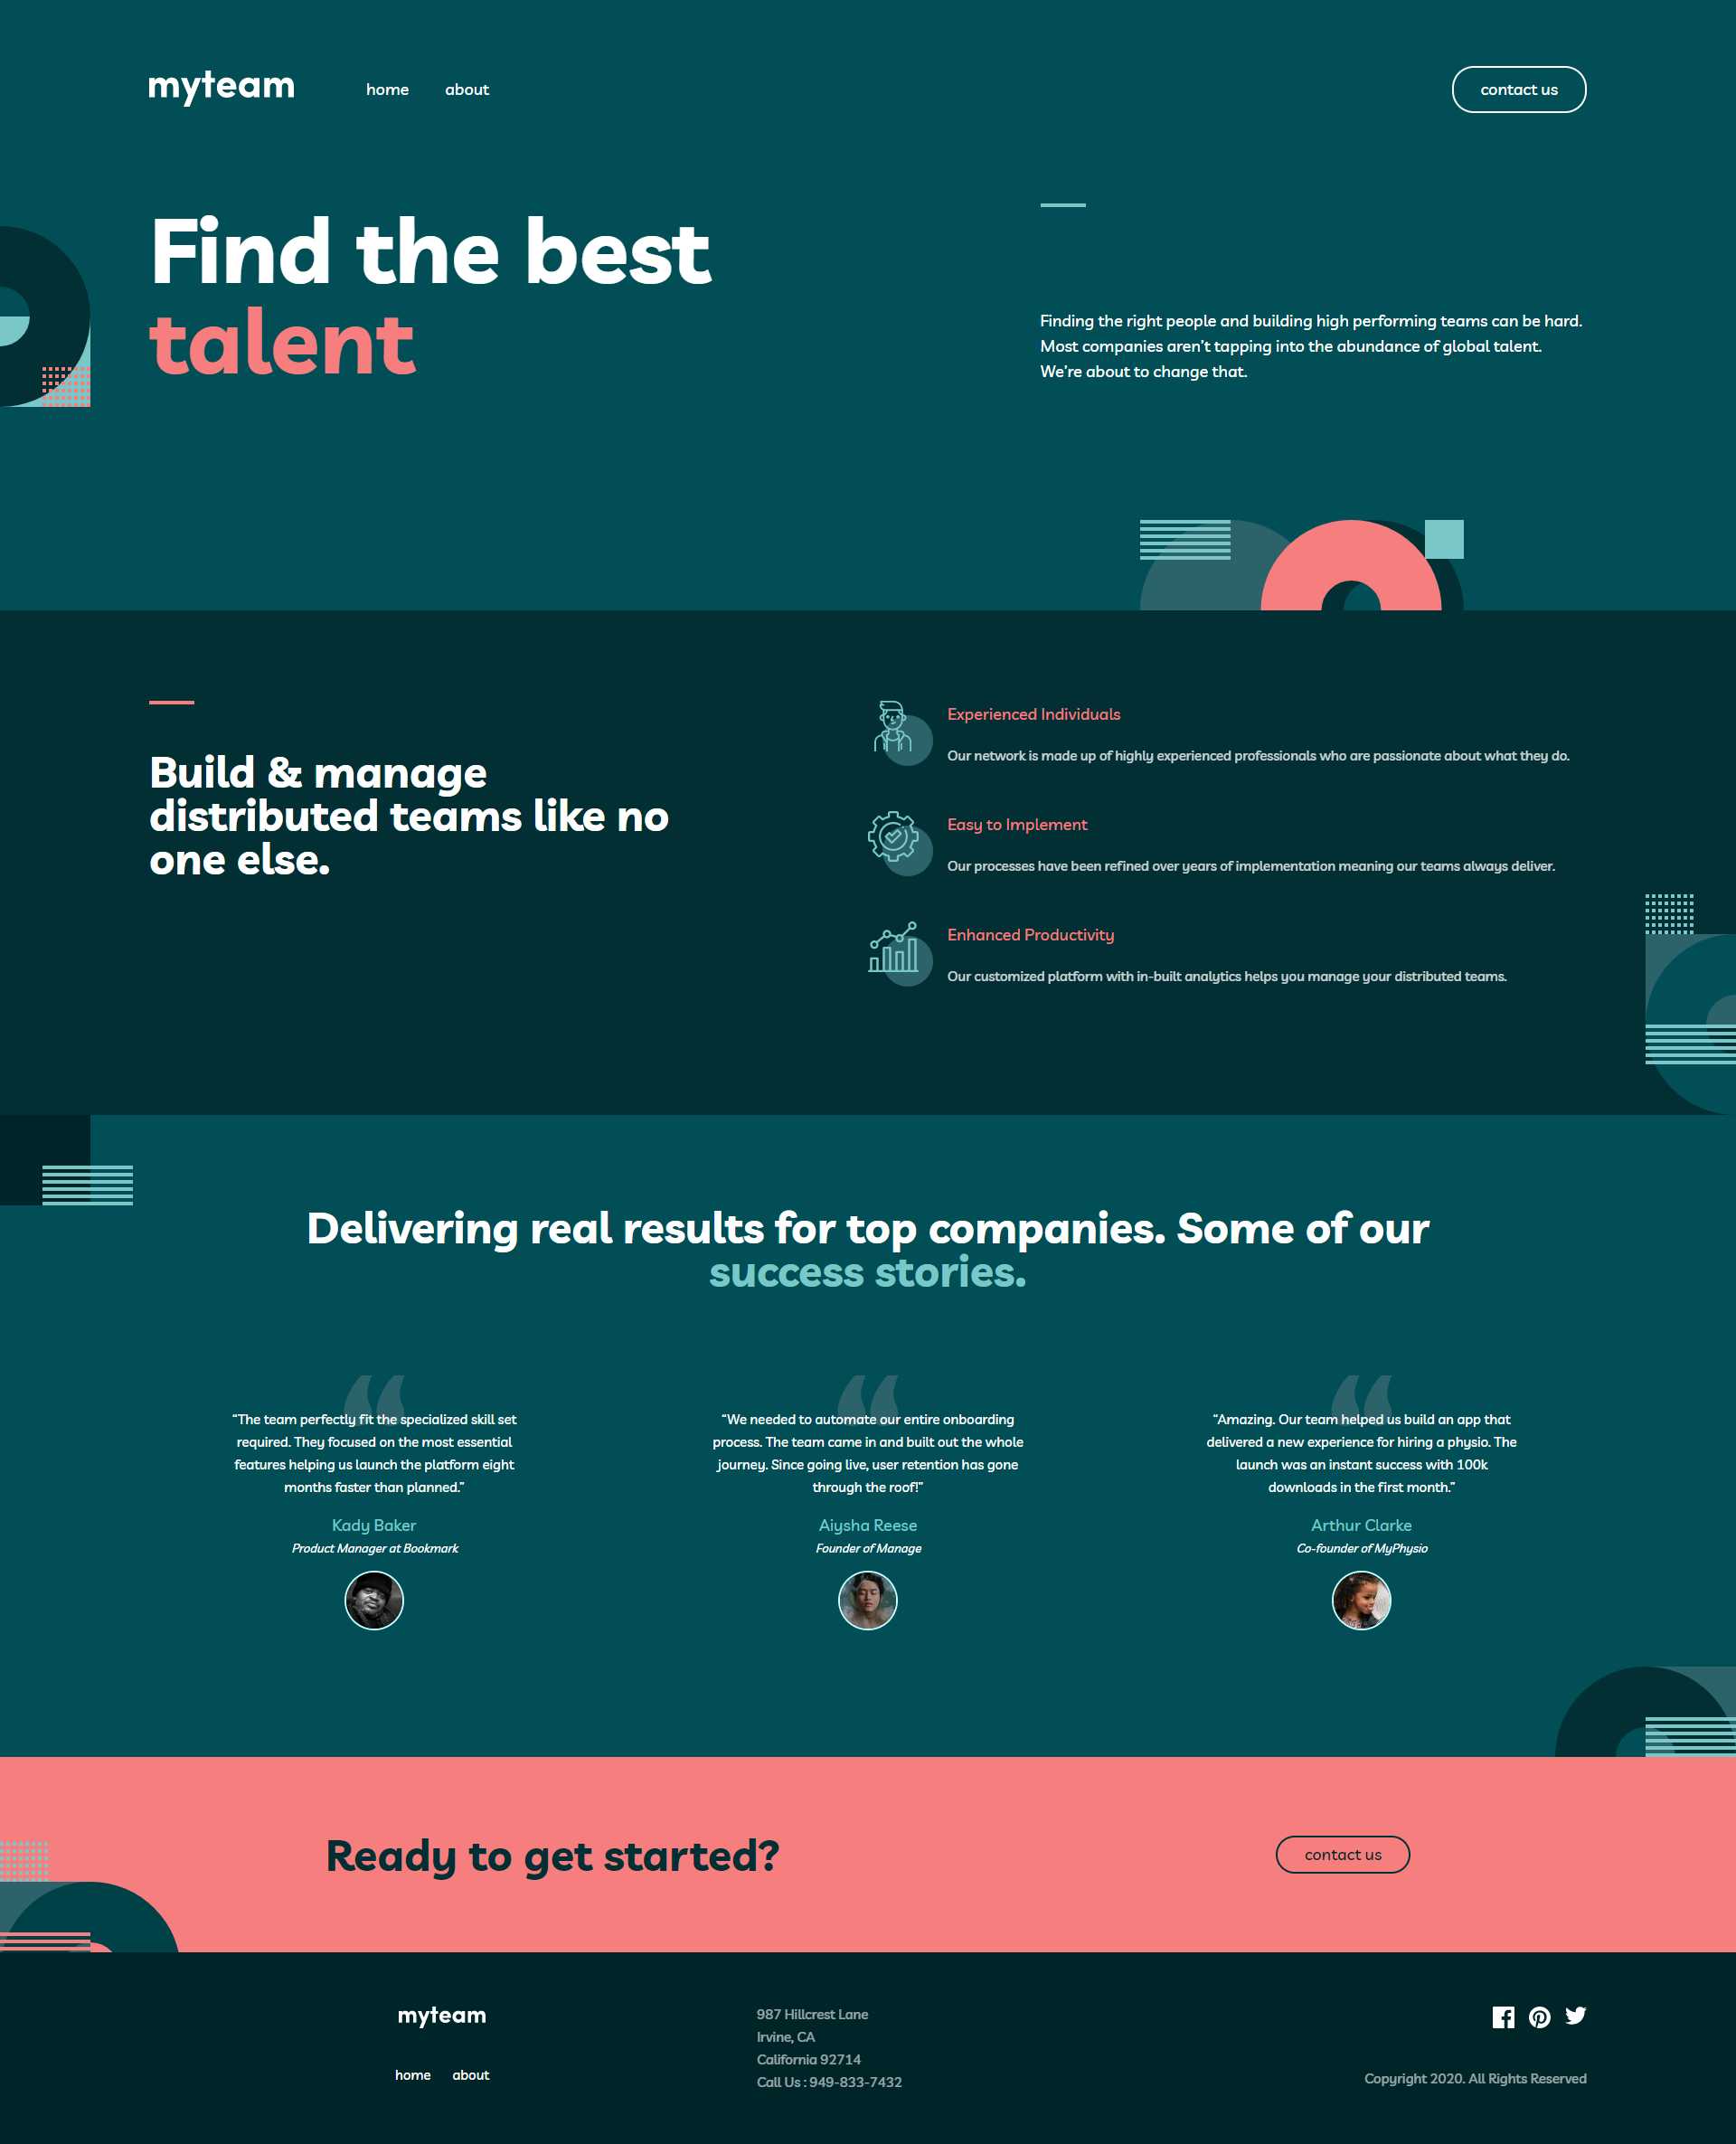 myteam
home
about
contact us
Find the best
talent
Finding the right people and building high performing teams can be hard.
Most companies aren’t tapping into the abundance of global talent.
We’re about to change that.
Build & manage
distributed teams like no
one else.
Experienced Individuals
Our network is made up of highly experienced professionals who are passionate about what they do.
Easy to Implement
Our processes have been refined over years of implementation meaning our teams always deliver.
Enhanced Productivity
Our customized platform with in-built analytics helps you manage your distributed teams.
Delivering real results for top companies. Some of our
success stories.
“The team perfectly fit the specialized skill set
required. They focused on the most essential
features helping us launch the platform eight
months faster than planned.”
Kady Baker
Product Manager at Bookmark
“We needed to automate our entire onboarding
process. The team came in and built out the whole
journey. Since going live, user retention has gone
through the roof!”
Aiysha Reese
Founder of Manage
“Amazing. Our team helped us build an app that
delivered a new experience for hiring a physio. The
launch was an instant success with 100k
downloads in the first month.”
Arthur Clarke
Co-founder of MyPhysio
Ready to get started?
contact us
myteam
home
about
987 Hillcrest Lane
Irvine, CA
California 92714
Call Us : 949-833-7432
Copyright 2020. All Rights Reserved